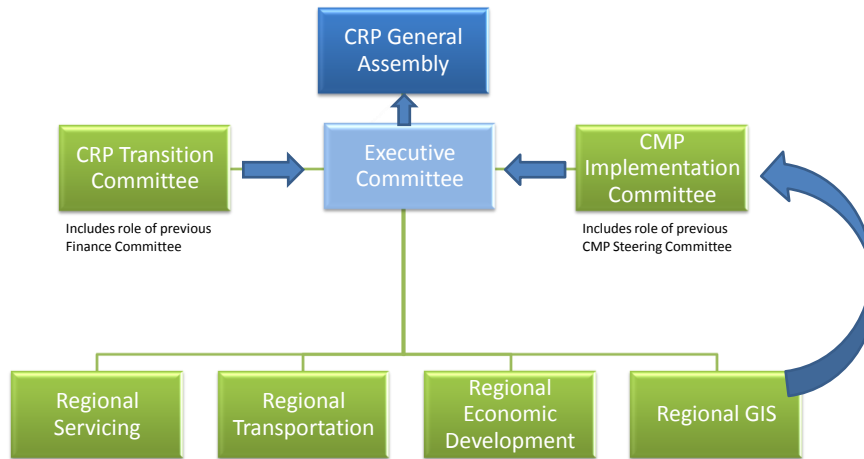 CRP General
Assembly
CRP Transition
Committee
Executive
Committee
CMP
Implementation
Committee
Includes role of previous
Finance Committee
Includes role of previous
CMP Steering Committee
Regional
Servicing
Regional
Transportation
Regional
Economic
Development
Regional GIS